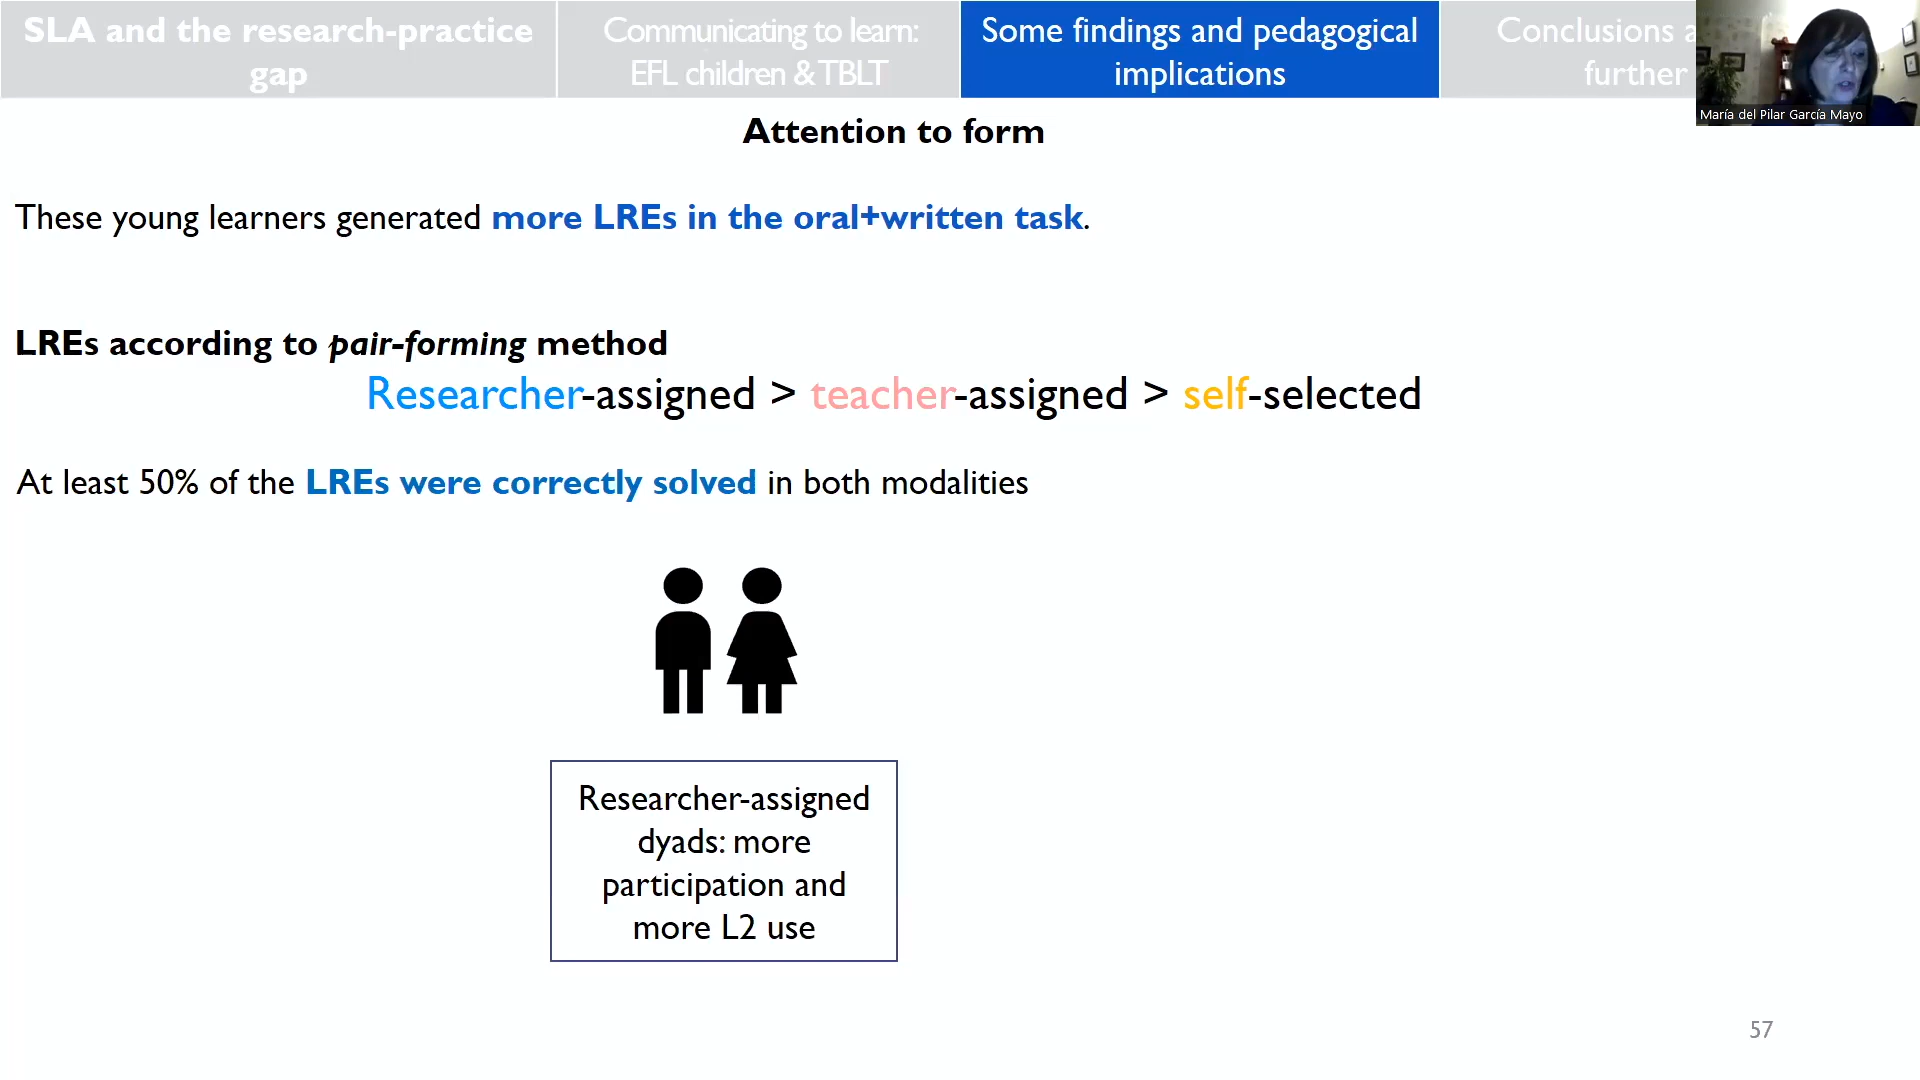 SLA and the research-practice
gap
Communicating to learn:
EFL children & TBLT
Some findings and pedagogical
implications
Conclusions a
further
María del Pilar García Mayo
Attention to form
These young learners generated more LREs in the oral+written task.
LREs according to pair-forming method
Researcher-assigned > teacher-assigned > self-selected
At least 50% of the LREs were correctly solved in both modalities
Researcher-assigned
dyads: more
participation and
more L2 use
57